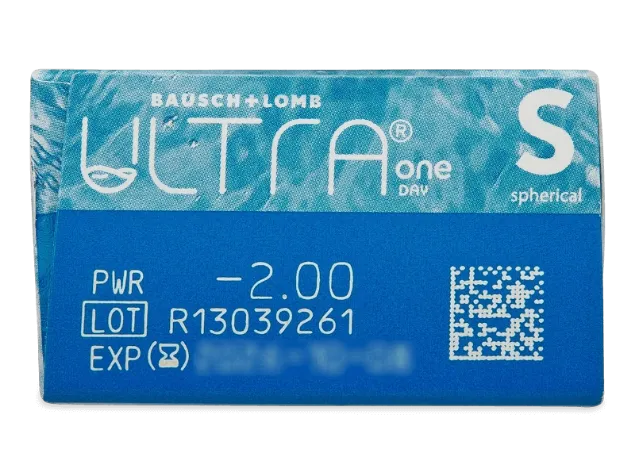 BAUSCH+LOMB
ULTRA® one DAY
S
spherical
PWR -2.00
LOT R13039261
EXP